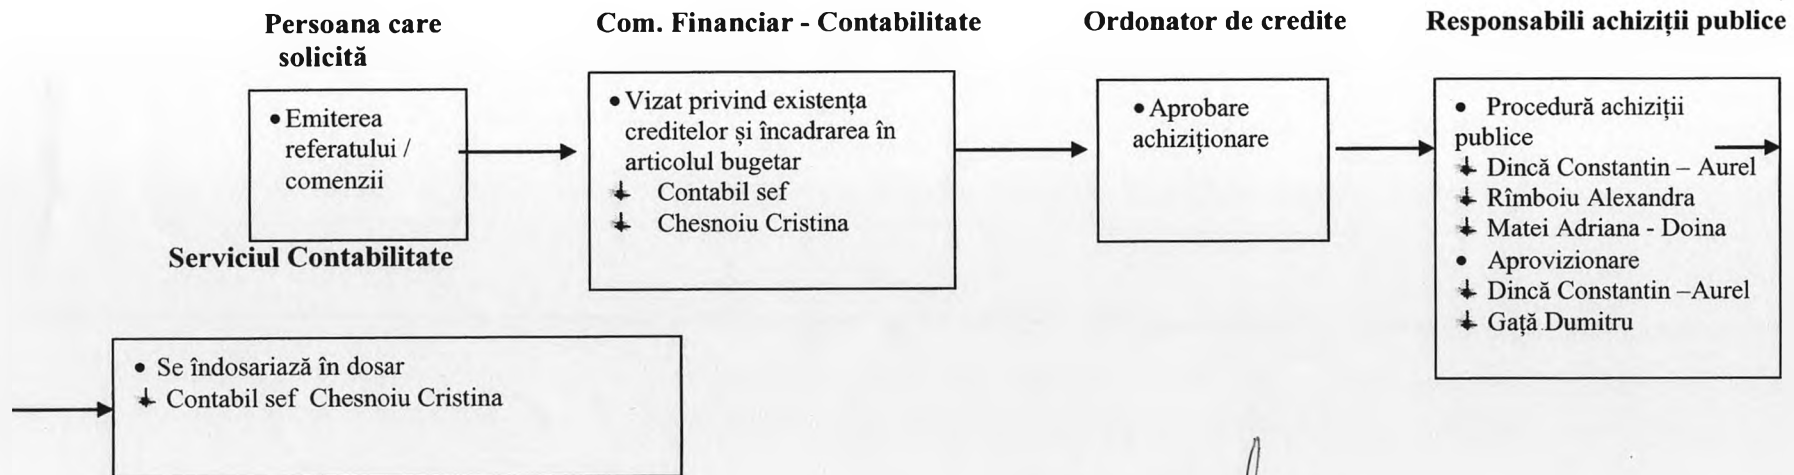 Persoana care
solicită
• Emiterea
referatului /
comenzii
Com. Financiar - Contabilitate
• Vizat privind existența
creditelor și încadrarea în
articolul bugetar
Contabil sef
Chesnoiu Cristina
Ordonator de credite
• Aprobare
achiziționare
Responsabili achiziții publice
• Procedură achiziții
publice
Dincă Constantin – Aurel
Rîmboiu Alexandra
Matei Adriana - Doina
• Aprovizionare
Dincă Constantin –Aurel
Gață Dumitru
Serviciul Contabilitate
• Se îndosariază în dosar
Contabil sef Chesnoiu Cristina